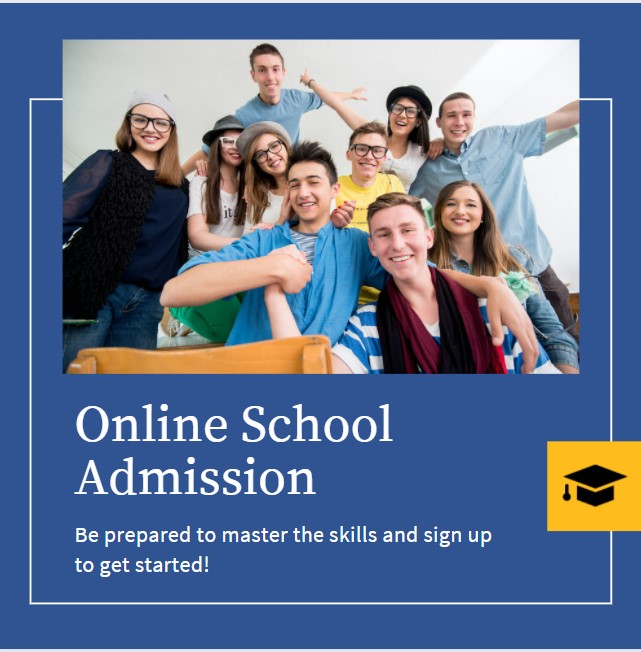 Online School
Admission
Be prepared to master the skills and sign up
to get started!